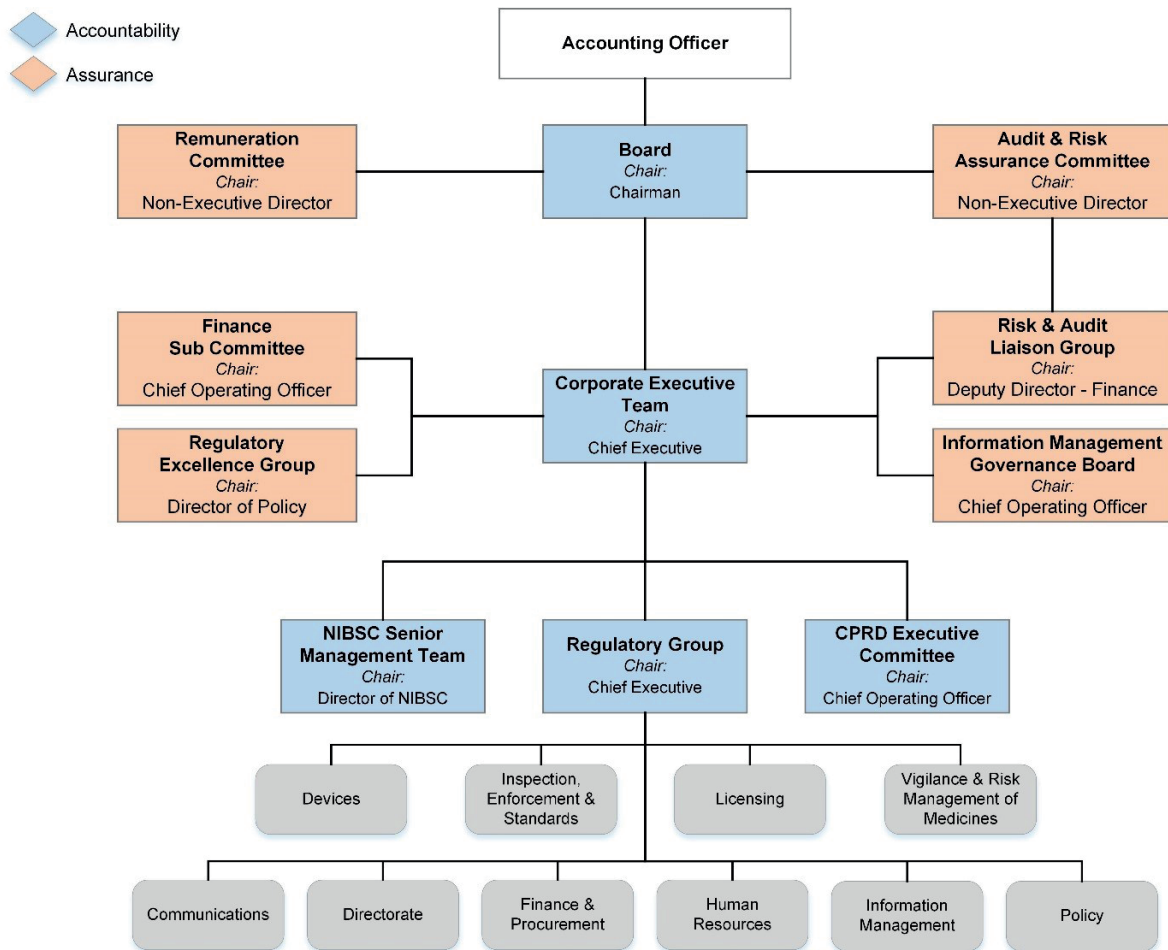 Accountability
Assurance
Accounting Officer
Remuneration
Committee
Chair:
Non-Executive Director
Board
Chair:
Chairman
Audit & Risk
Assurance Committee
Chair:
Non-Executive Director
Finance
Sub Committee
Chair:
Chief Operating Officer
Risk & Audit
Liaison Group
Chair:
Deputy Director - Finance
Corporate Executive
Team
Chair:
Chief Executive
Regulatory
Excellence Group
Chair:
Director of Policy
Information Management
Governance Board
Chair:
Chief Operating Officer
NIBSC Senior
Management Team
Chair:
Director of NIBSC
Regulatory Group
Chair:
Chief Executive
CPRD Executive
Committee
Chair:
Chief Operating Officer
Devices
Inspection,
Enforcement &
Standards
Licensing
Vigilance & Risk
Management of
Medicines
Communications
Directorate
Finance &
Procurement
Human
Resources
Information
Management
Policy